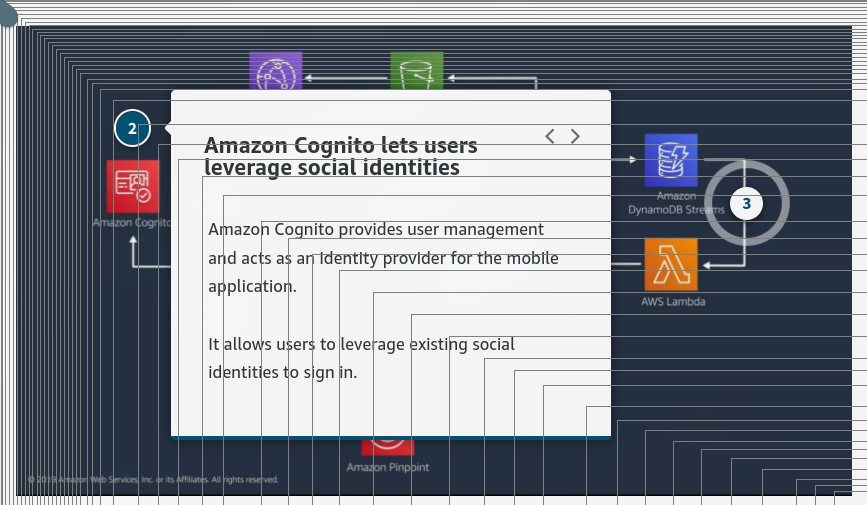 2
Amazon Cognito lets users
leverage social identities
Amazon Cognito provides user management
and acts as an identity provider for the mobile
application.
It allows users to leverage existing social
identities to sign in.
Amazon Cognito
Amazon
DynamoDB Streams
3
AWS Lambda
Amazon Pinpoint
© 2019 Amazon Web Services, Inc. or its Affiliates. All rights reserved.